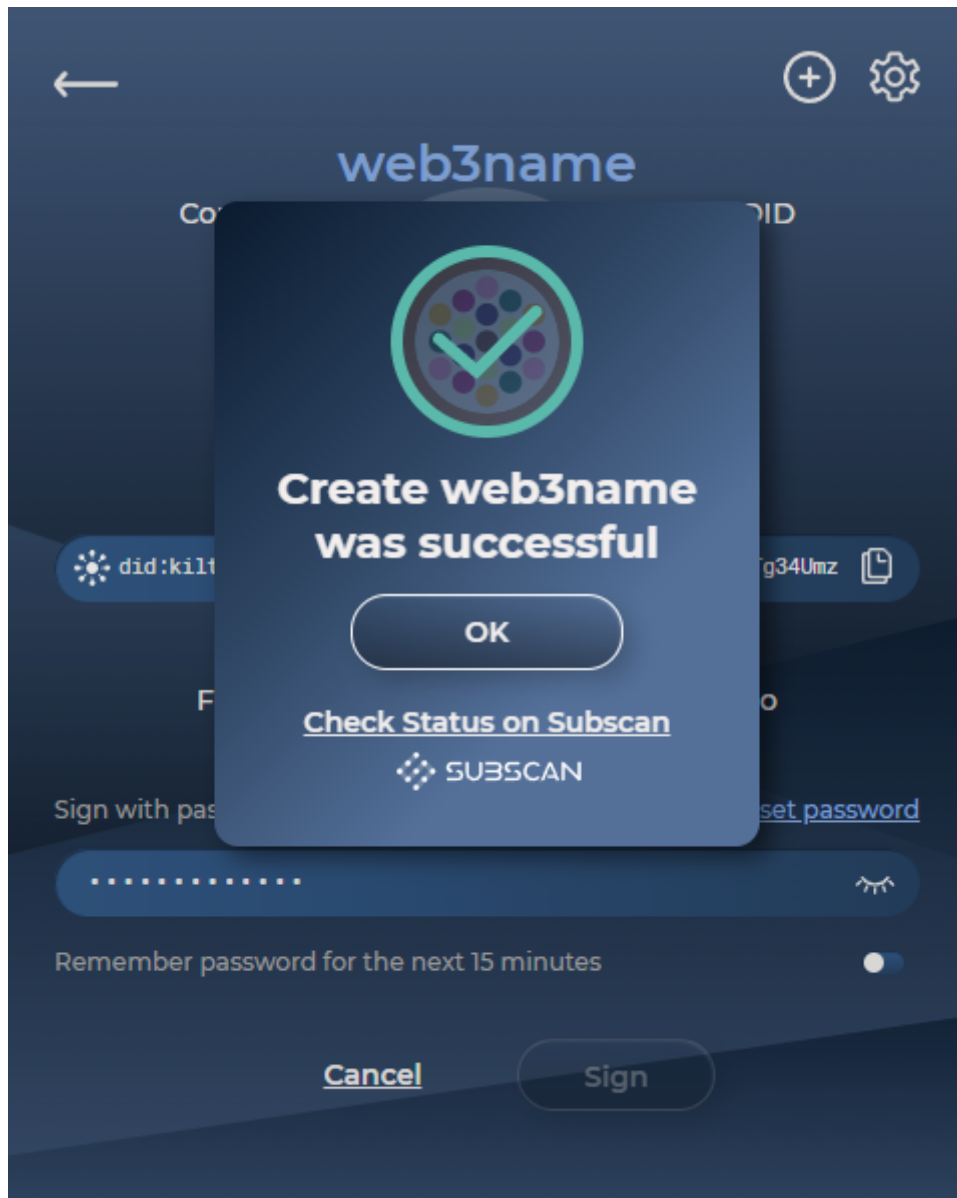 web3name
Create web3name
was successful
did:kilt
g34Umz
OK
Check Status on Subscan
SUBSCAN
Sign with
set password
Remember password for the next 15 minutes
Cancel
Sign